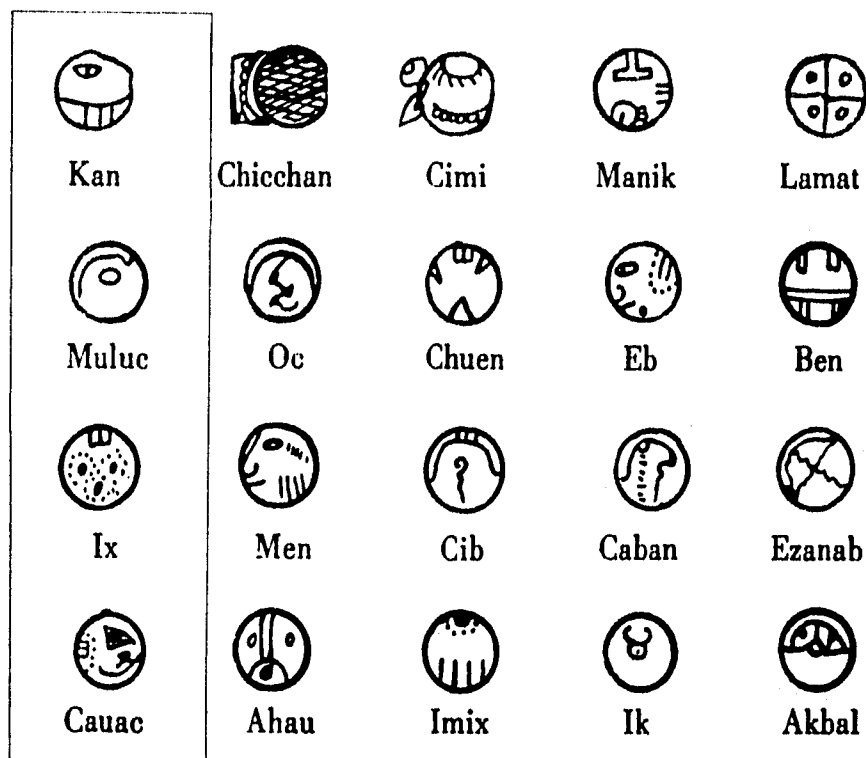 Kan Chicchan Cimi Manik Lamat
Muluc Oc Chuen Eb Ben
Ix Men Cib Caban Ezanab
Cauac Ahau Imix Ik Akbal